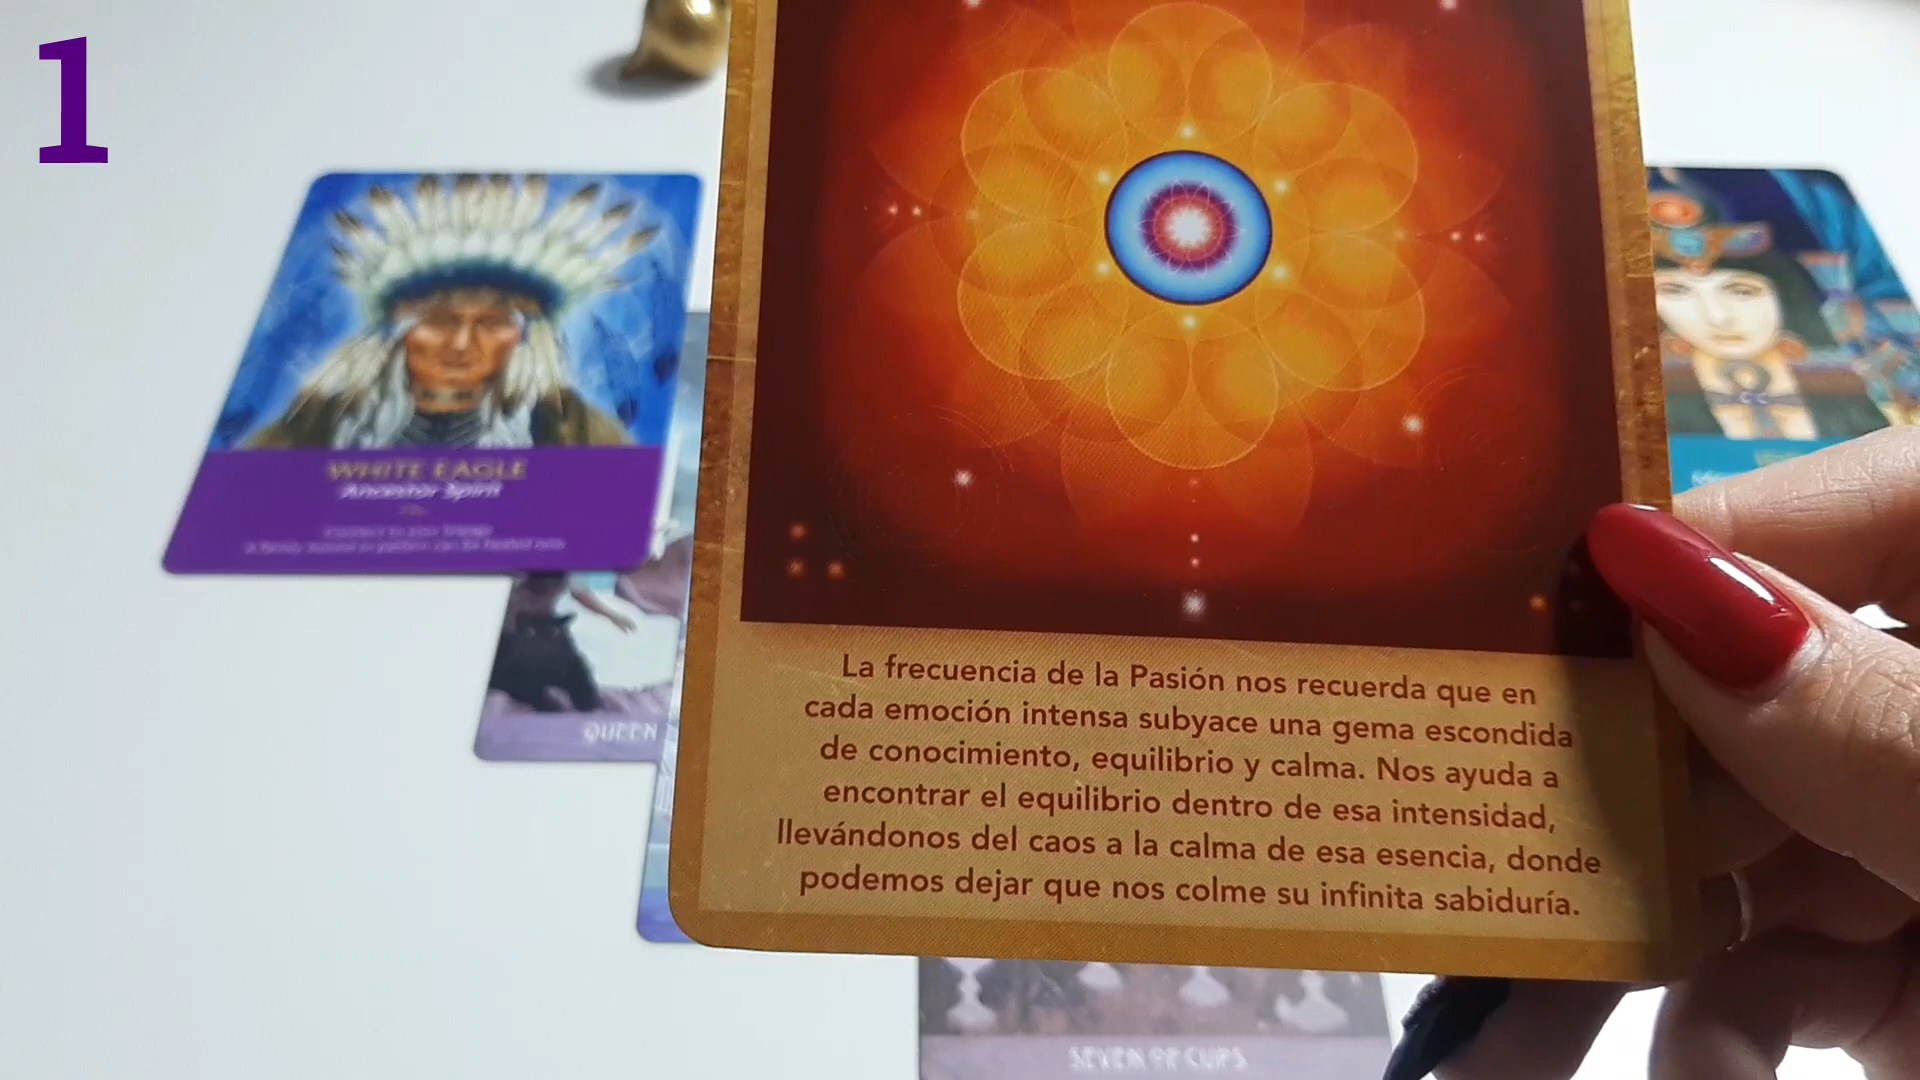 1
WHITE EAGLE
Ancestor Spirit
QUEEN
La frecuencia de la Pasión nos recuerda que en
cada emoción intensa subyace una gema escondida
de conocimiento, equilibrio y calma. Nos ayuda a
encontrar el equilibrio dentro de esa intensidad,
llevándonos del caos a la calma de esa esencia, donde
podemos dejar que nos colme su infinita sabiduría.
SEVEN OF CUPS